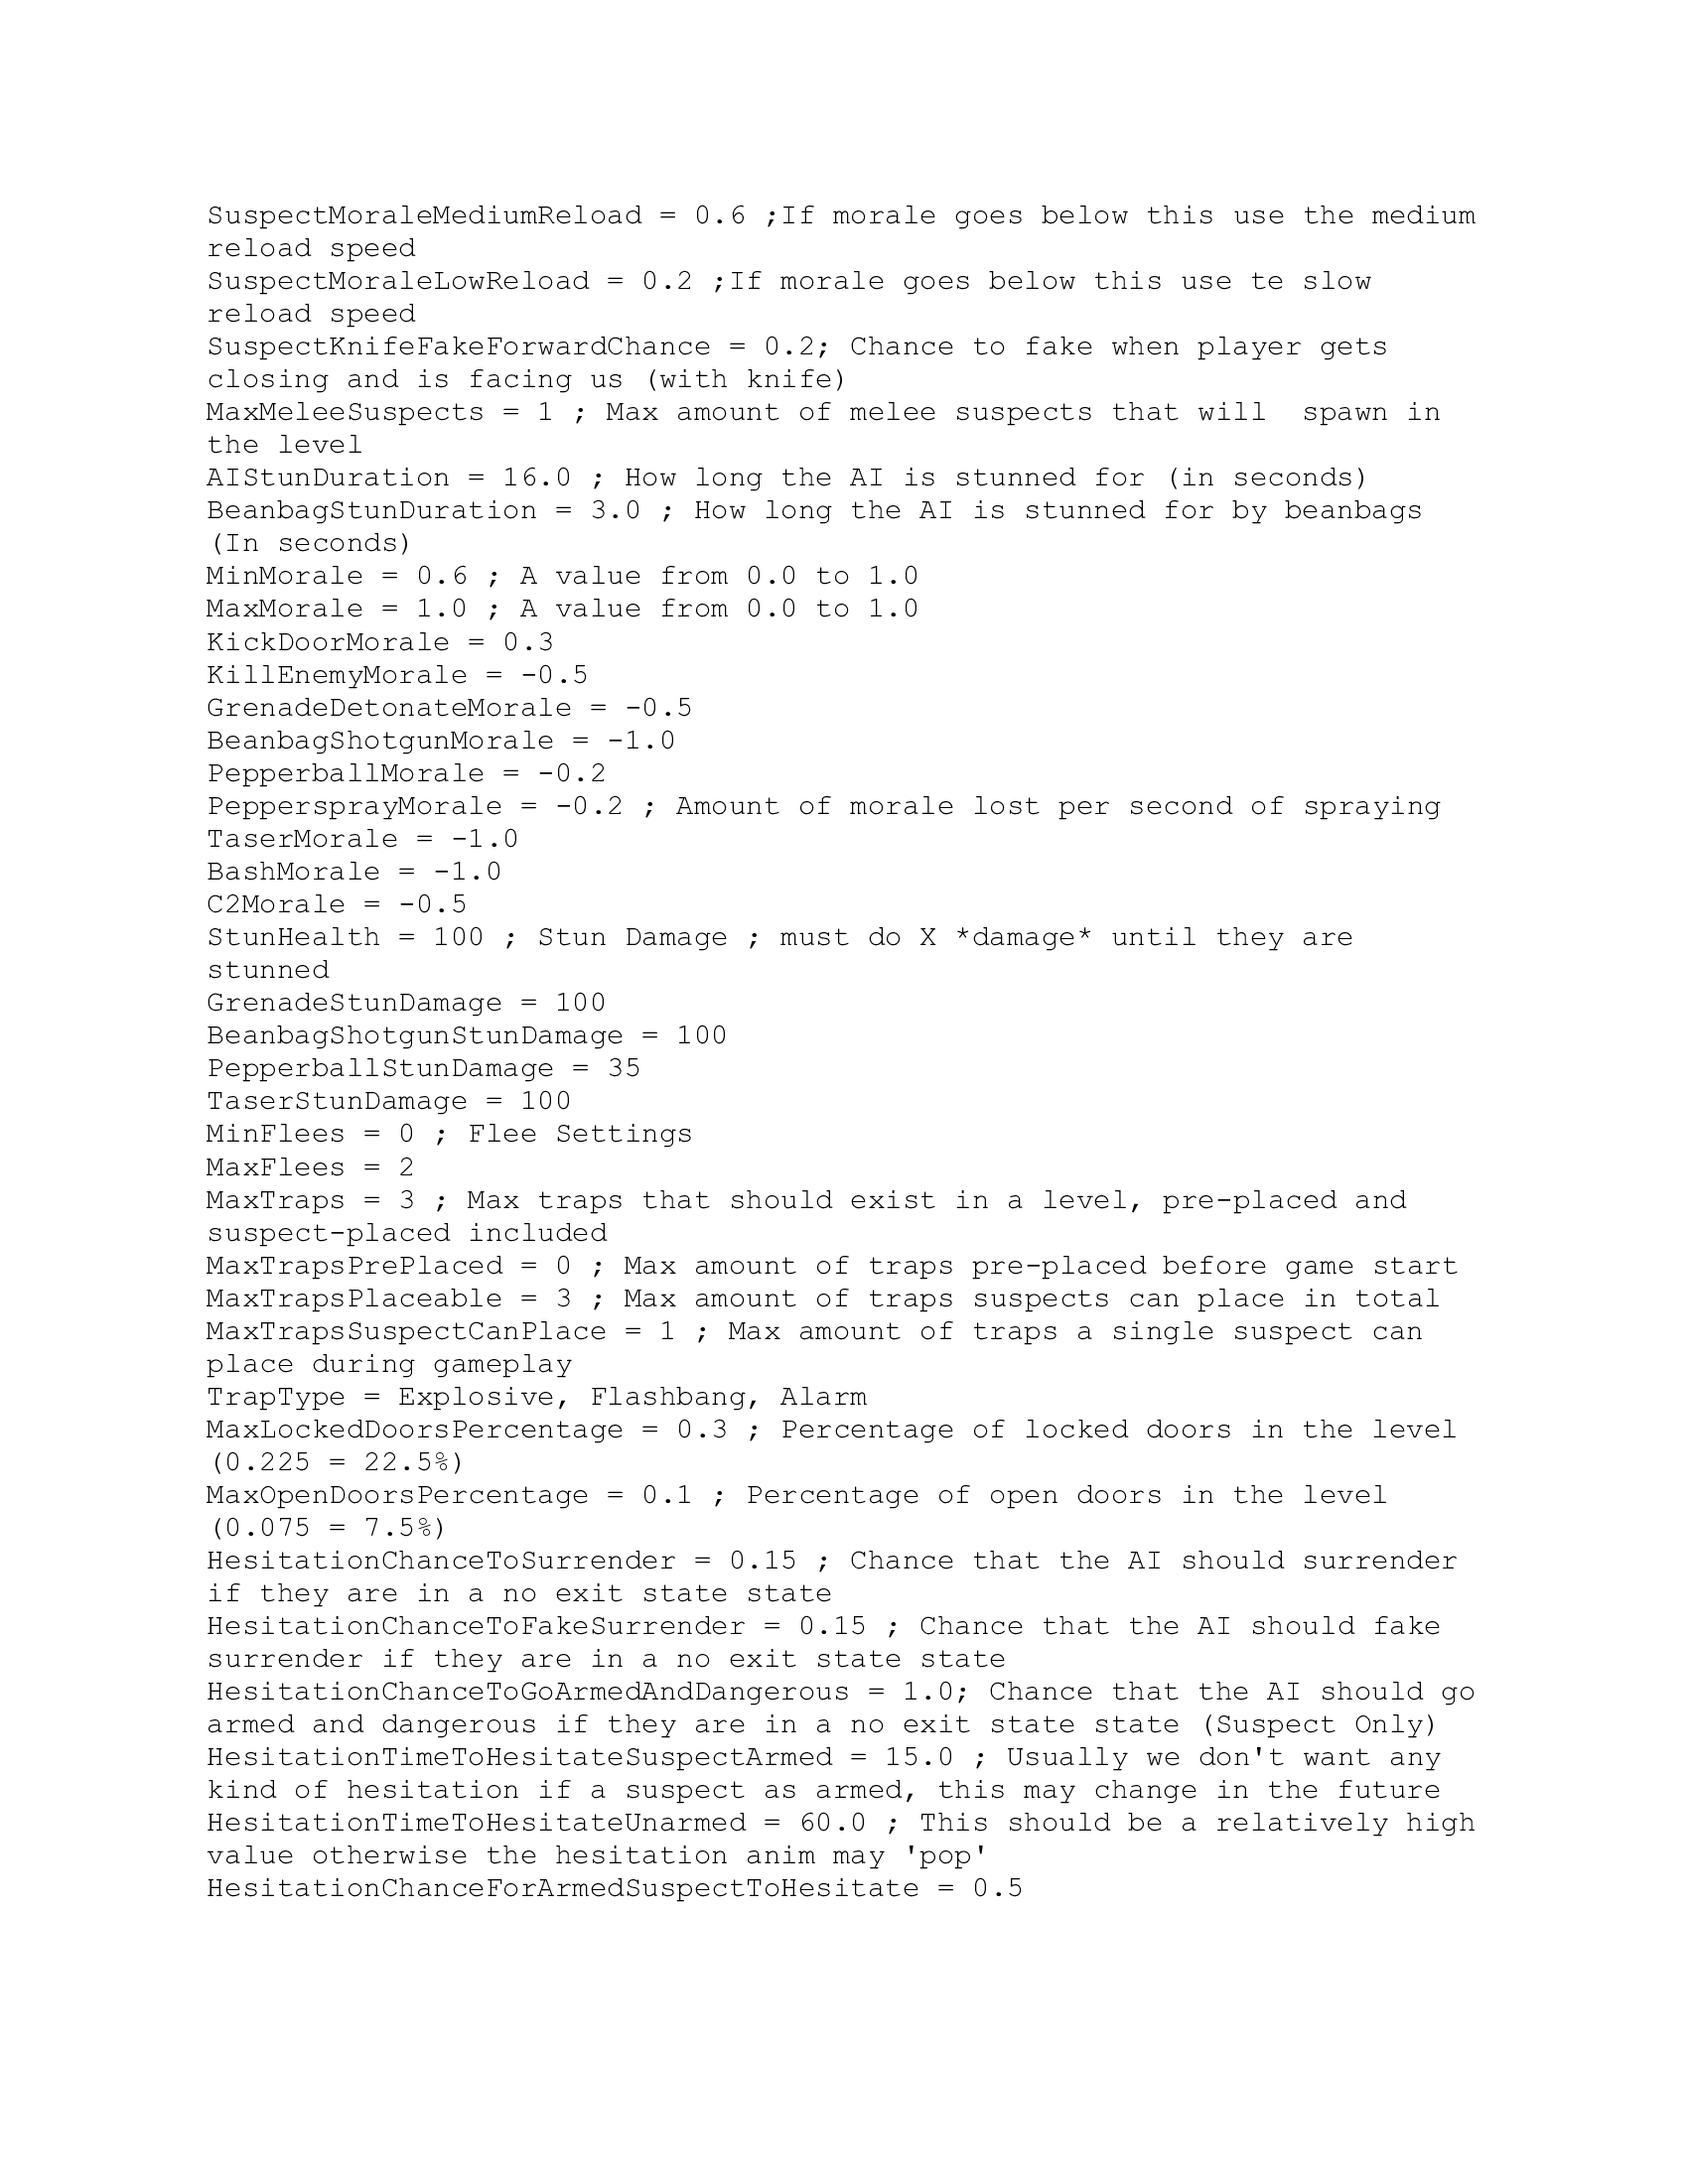 SuspectMoraleMediumReload = 0.6 ;If morale goes below this use the medium
reload speed
SuspectMoraleLowReload = 0.2 ;If morale goes below this use te slow
reload speed
SuspectKnifeFakeForwardChance = 0.2; Chance to fake when player gets
closing and is facing us (with knife)
MaxMeleeSuspects = 1 ; Max amount of melee suspects that will  spawn in
the level
AIStunDuration = 16.0 ; How long the AI is stunned for (in seconds)
BeanbagStunDuration = 3.0 ; How long the AI is stunned for by beanbags
(In seconds)
MinMorale = 0.6 ; A value from 0.0 to 1.0
MaxMorale = 1.0 ; A value from 0.0 to 1.0
KickDoorMorale = 0.3
KillEnemyMorale = -0.5
GrenadeDetonateMorale = -0.5
BeanbagShotgunMorale = -1.0
PepperballMorale = -0.2
PeppersprayMorale = -0.2 ; Amount of morale lost per second of spraying
TaserMorale = -1.0
BashMorale = -1.0
C2Morale = -0.5
StunHealth = 100 ; Stun Damage ; must do X *damage* until they are
stunned
GrenadeStunDamage = 100
BeanbagShotgunStunDamage = 100
PepperballStunDamage = 35
TaserStunDamage = 100
MinFlees = 0 ; Flee Settings
MaxFlees = 2
MaxTraps = 3 ; Max traps that should exist in a level, pre-placed and
suspect-placed included
MaxTrapsPrePlaced = 0 ; Max amount of traps pre-placed before game start
MaxTrapsPlaceable = 3 ; Max amount of traps suspects can place in total
MaxTrapsSuspectCanPlace = 1 ; Max amount of traps a single suspect can
place during gameplay
TrapType = Explosive, Flashbang, Alarm
MaxLockedDoorsPercentage = 0.3 ; Percentage of locked doors in the level
(0.225 = 22.5%)
MaxOpenDoorsPercentage = 0.1 ; Percentage of open doors in the level
(0.075 = 7.5%)
HesitationChanceToSurrender = 0.15 ; Chance that the AI should surrender
if they are in a no exit state state
HesitationChanceToFakeSurrender = 0.15 ; Chance that the AI should fake
surrender if they are in a no exit state state
HesitationChanceToGoArmedAndDangerous = 1.0; Chance that the AI should go
armed and dangerous if they are in a no exit state state (Suspect Only)
HesitationTimeToHesitateSuspectArmed = 15.0 ; Usually we don't want any
kind of hesitation if a suspect as armed, this may change in the future
HesitationTimeToHesitateUnarmed = 60.0 ; This should be a relatively high
value otherwise the hesitation anim may 'pop'
HesitationChanceForArmedSuspectToHesitate = 0.5